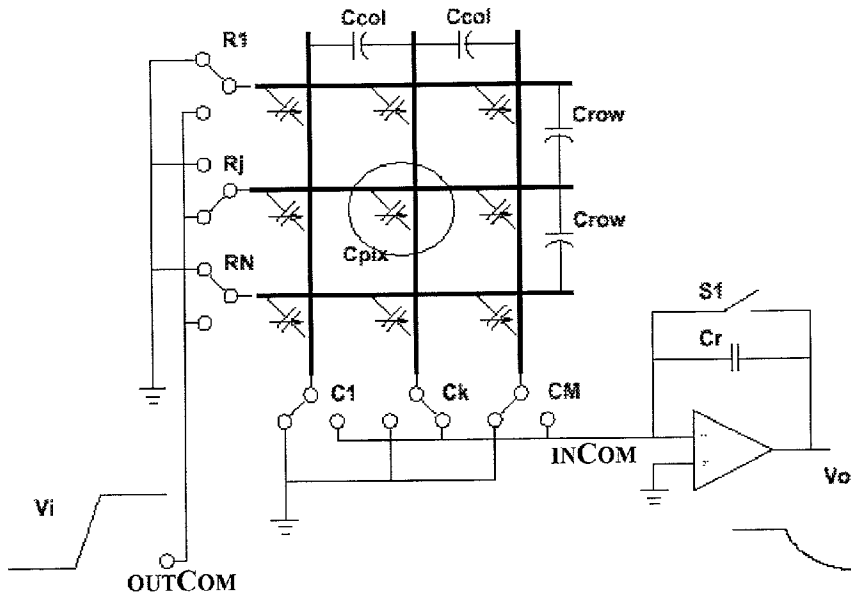 Ccol Ccol
R1
Crow
Rj
Crow
Cpix
RN
S1
Cr
C1 Ck CM
INCOM
Vo
Vi
OUTCOM